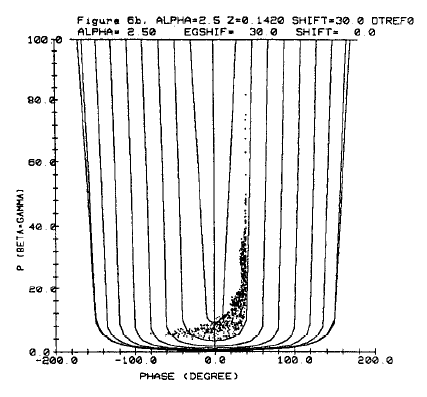 Figure 6b. ALPHA=2.5 Z=0.1420 SHIFT=30.0 DTREF0
ALPHA= 2.50 EGSHIF= 30.0 SHIFT= 0.0
100.0
80.0
60.0
40.0
20.0
0.0
P (BETA*GAMMA)
-200.0 -100.0 0.0 100.0 200.0
PHASE (DEGREE)